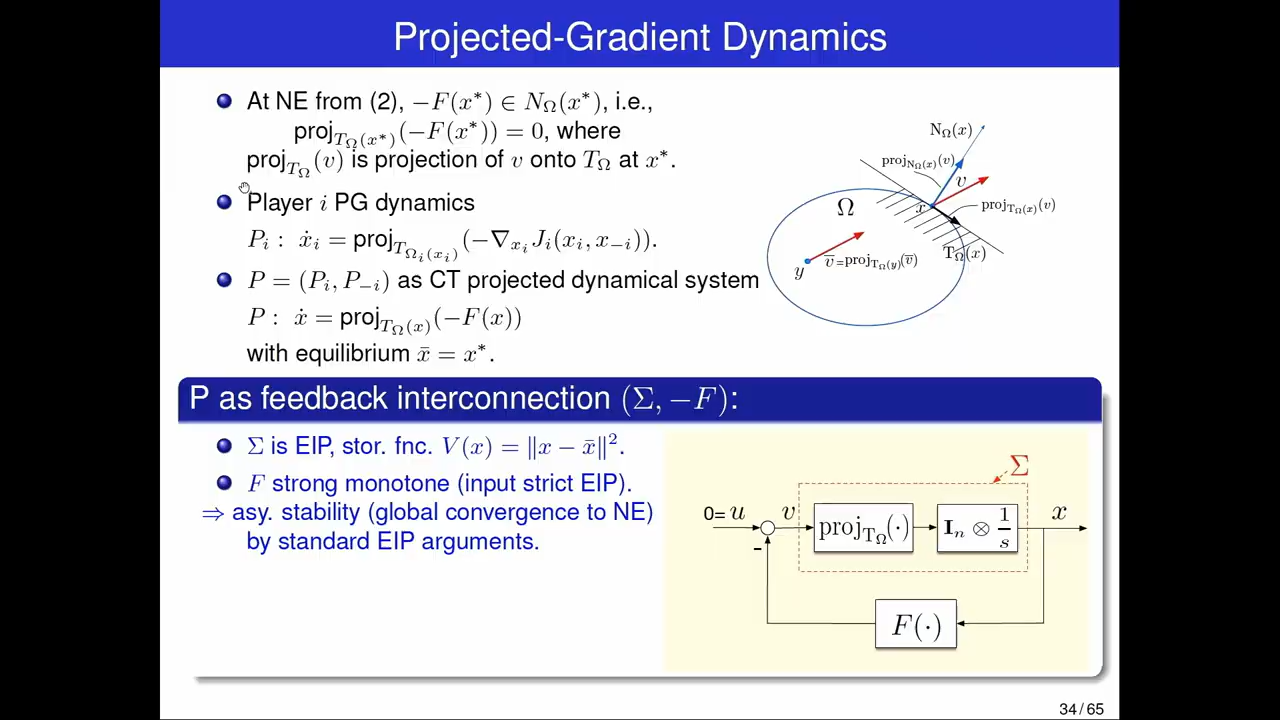 Projected-Gradient Dynamics
At NE from (2), −F(x*) ∈ N_Ω(x*), i.e.,
proj_{T_Ω(x*)}(−F(x*)) = 0, where
proj_{T_Ω}(v) is projection of v onto T_Ω at x*.
Player i PG dynamics
P_i : ẋ_i = proj_{T_{Ω_i}(x_i)}(−∇_{x_i} J_i(x_i, x_{−i})).
P = (P_i, P_{−i}) as CT projected dynamical system
P : ẋ = proj_{T_Ω(x)}(−F(x))
with equilibrium x̄ = x*.
N_Ω(x)
proj_{N_Ω(x)}(v)
v
Ω
x
proj_{T_Ω(x)}(v)
T_Ω(x)
y
v̄=proj_{T_Ω(y)}(v̄)
P as feedback interconnection (Σ, −F):
Σ is EIP, stor. fnc. V(x) = ‖x − x̄‖².
F strong monotone (input strict EIP).
⇒ asy. stability (global convergence to NE)
by standard EIP arguments.
Σ
0= u
v
proj_{T_Ω}(·)
I_n ⊗ 1/s
x
-
F(·)
34 / 65